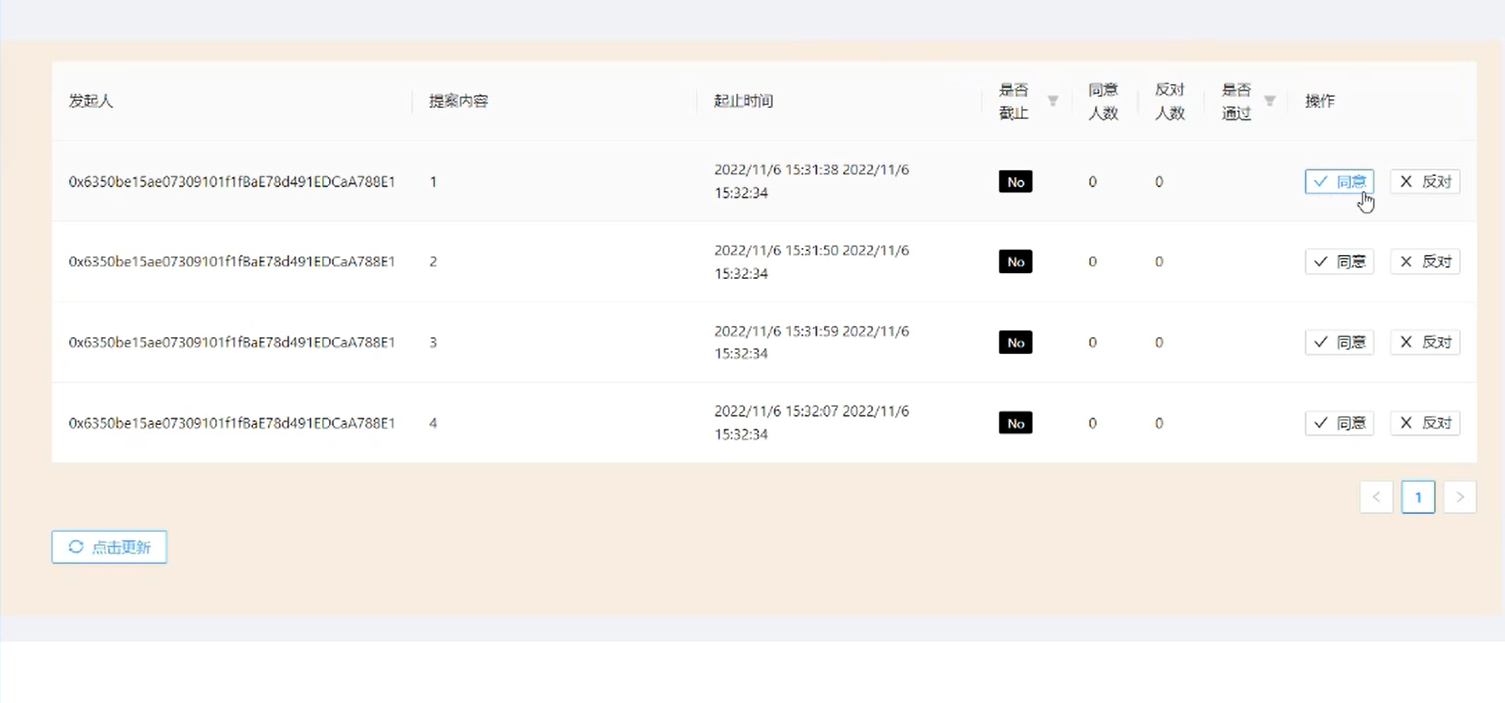 发起人 提案内容 起止时间 是否截止 同意人数 反对人数 是否通过 操作
0x6350be15ae07309101f1fBaE78d491EDCaA788E1 1 2022/11/6 15:31:38 2022/11/6 No 0 0 同意 反对
15:32:34
0x6350be15ae07309101f1fBaE78d491EDCaA788E1 2 2022/11/6 15:31:50 2022/11/6 No 0 0 同意 反对
15:32:34
0x6350be15ae07309101f1fBaE78d491EDCaA788E1 3 2022/11/6 15:31:59 2022/11/6 No 0 0 同意 反对
15:32:34
0x6350be15ae07309101f1fBaE78d491EDCaA788E1 4 2022/11/6 15:32:07 2022/11/6 No 0 0 同意 反对
15:32:34
1
点击更新